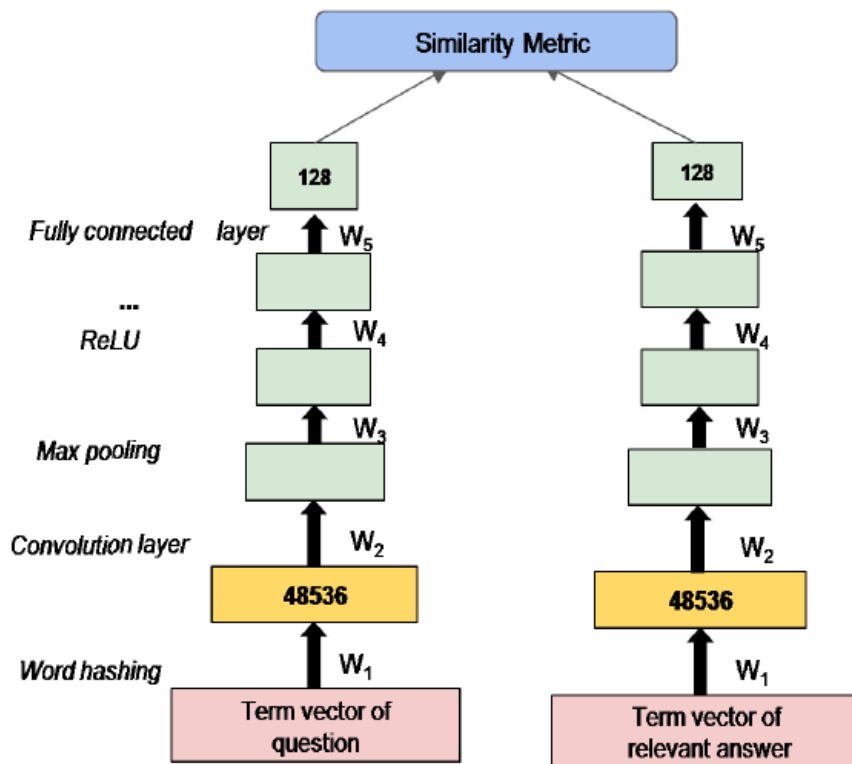 Similarity Metric
128
128
Fully connected layer
W5
W5
...
ReLU
W4
W4
Max pooling
W3
W3
Convolution layer
W2
W2
48536
48536
Word hashing
W1
W1
Term vector of
question
Term vector of
relevant answer